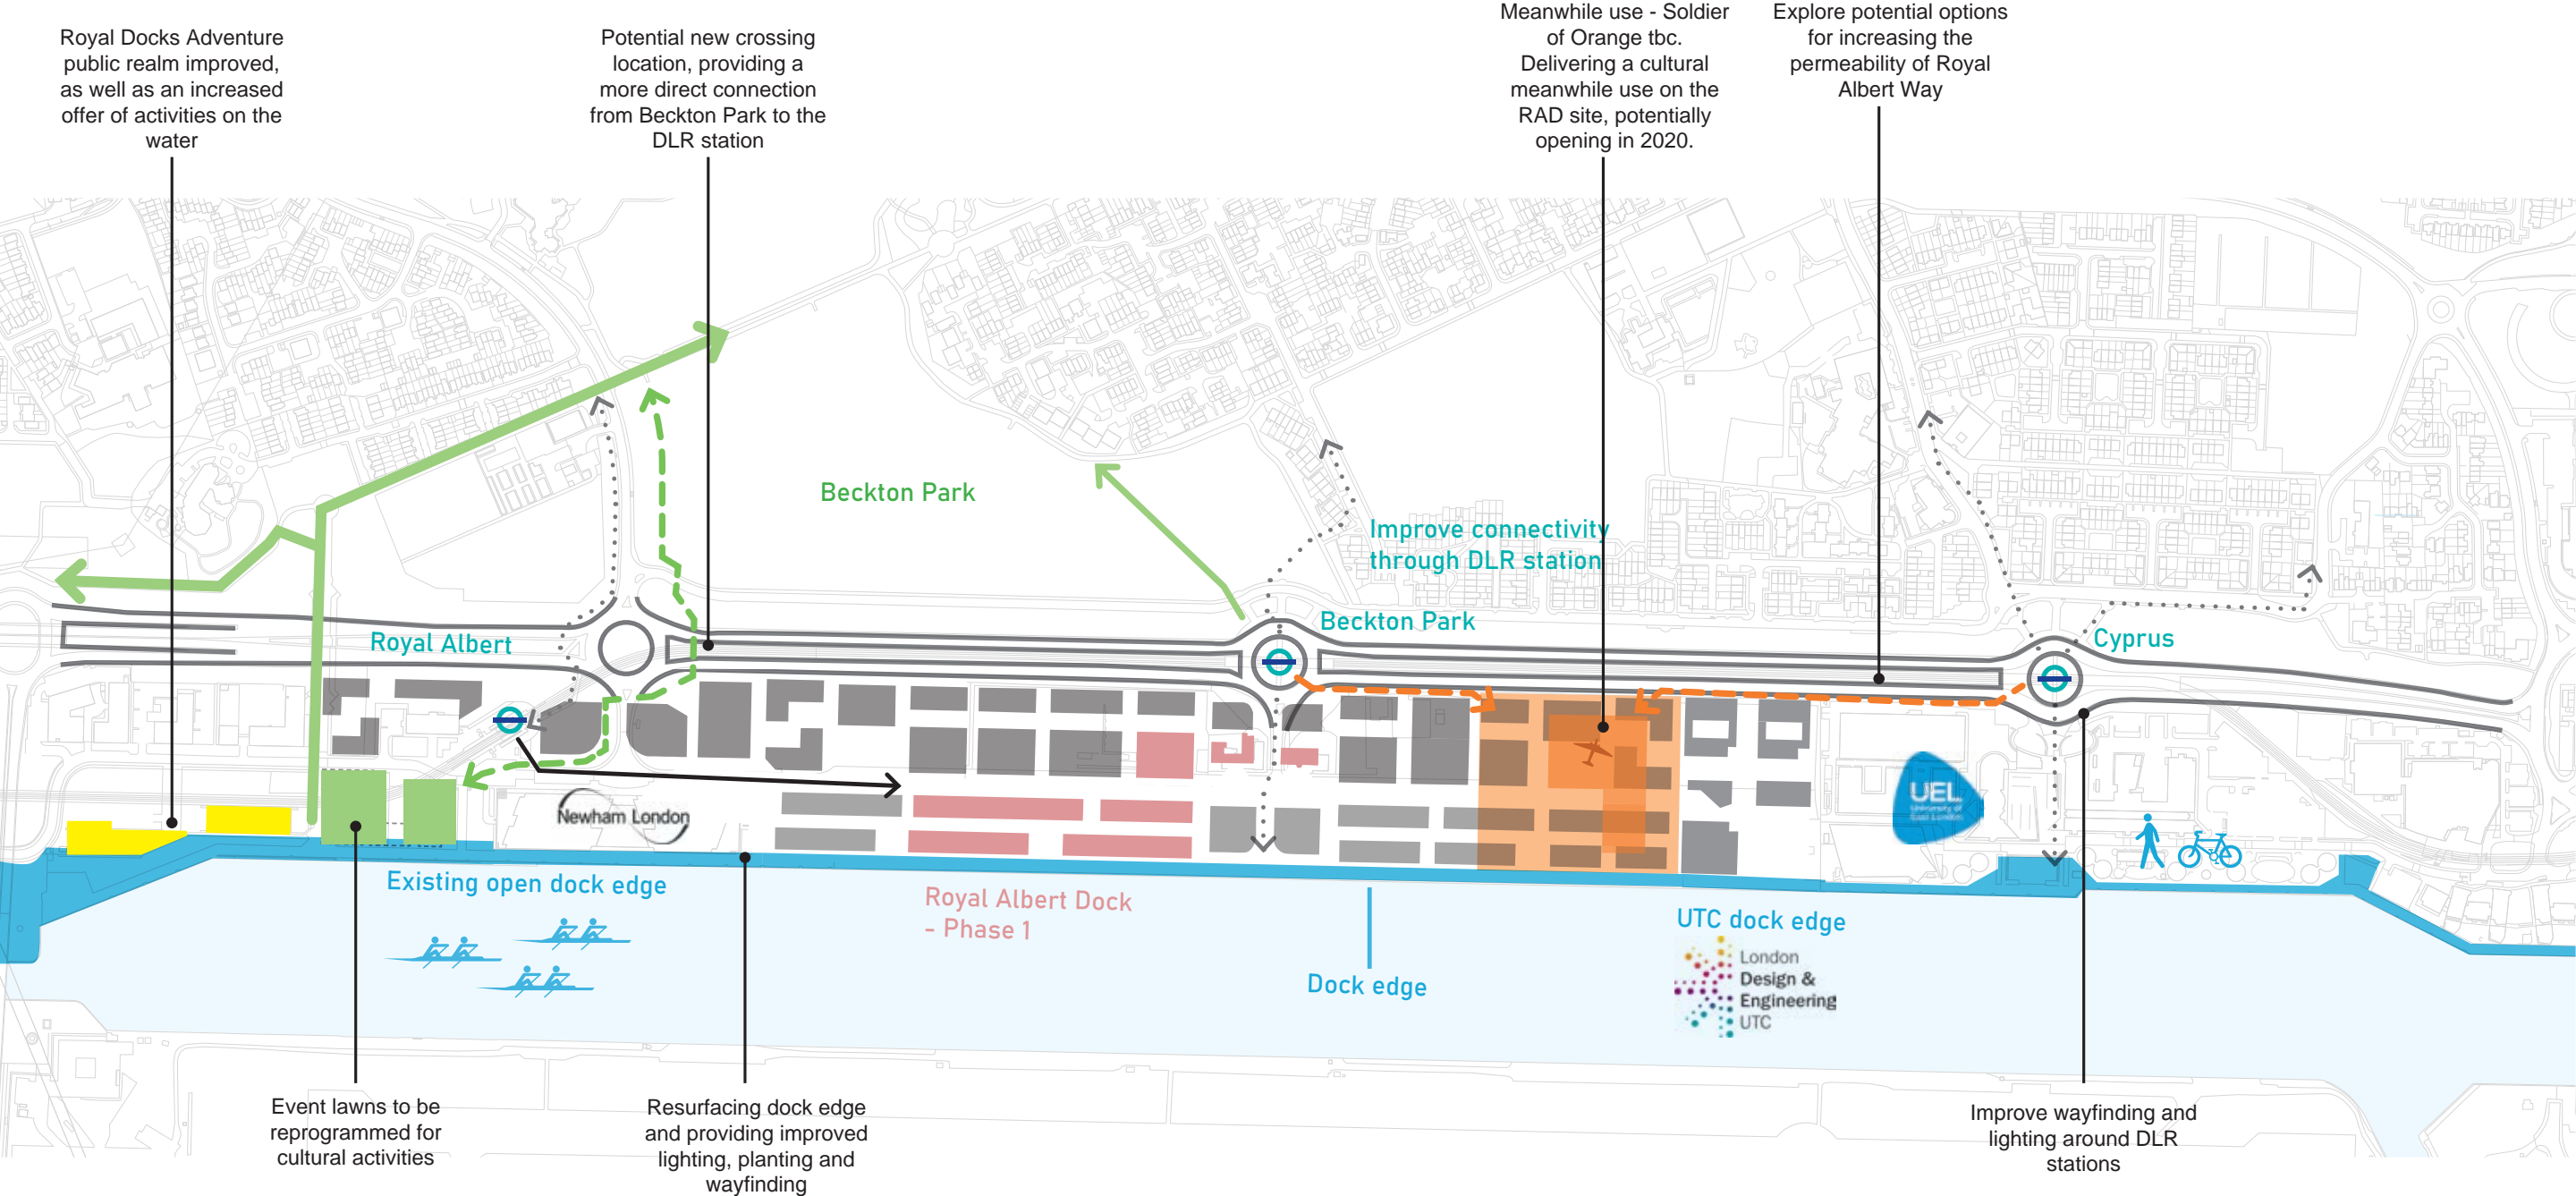 Royal Docks Adventure
public realm improved,
as well as an increased
offer of activities on the
water
Potential new crossing
location, providing a
more direct connection
from Beckton Park to the
DLR station
Meanwhile use - Soldier
of Orange tbc.
Delivering a cultural
meanwhile use on the
RAD site, potentially
opening in 2020.
Explore potential options
for increasing the
permeability of Royal
Albert Way
Beckton Park
Improve connectivity
through DLR station
Royal Albert
Beckton Park
Cyprus
Newham London
UEL
University of
East London
Existing open dock edge
Royal Albert Dock
- Phase 1
Dock edge
UTC dock edge
London
Design &
Engineering
UTC
Event lawns to be
reprogrammed for
cultural activities
Resurfacing dock edge
and providing improved
lighting, planting and
wayfinding
Improve wayfinding and
lighting around DLR
stations